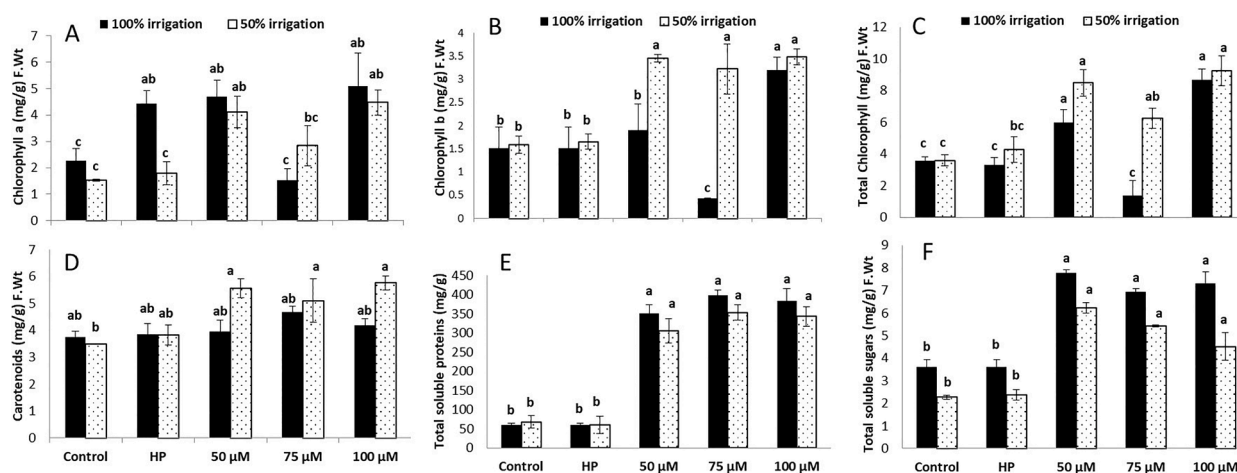 100% irrigation 50% irrigation
A
Chlorophyll a (mg/g) F.Wt
7
6
5
4
3
2
1
0
c c ab c ab ab c bc ab ab
100% irrigation 50% irrigation
B
Chlorophyll b (mg/g) F.Wt
4
3.5
3
2.5
2
1.5
1
0.5
0
b b b b b a c a a a
100% irrigation 50% irrigation
C
Total Chlorophyll (mg/g) F.Wt
12
10
8
6
4
2
0
c c c bc a a c ab a a
D
Carotenoids (mg/g) F.Wt
7
6
5
4
3
2
1
0
ab b ab ab ab a ab a ab a
Control HP 50 µM 75 µM 100 µM
E
Total soluble proteins (mg/g)
450
400
350
300
250
200
150
100
50
0
b b b b a a a a a a
Control HP 50 µM 75 µM 100 µM
F
Total soluble sugars (mg/g) F.Wt
9
8
7
6
5
4
3
2
1
0
b b b b a a a a a a
Control HP 50 µM 75 µM 100 µM